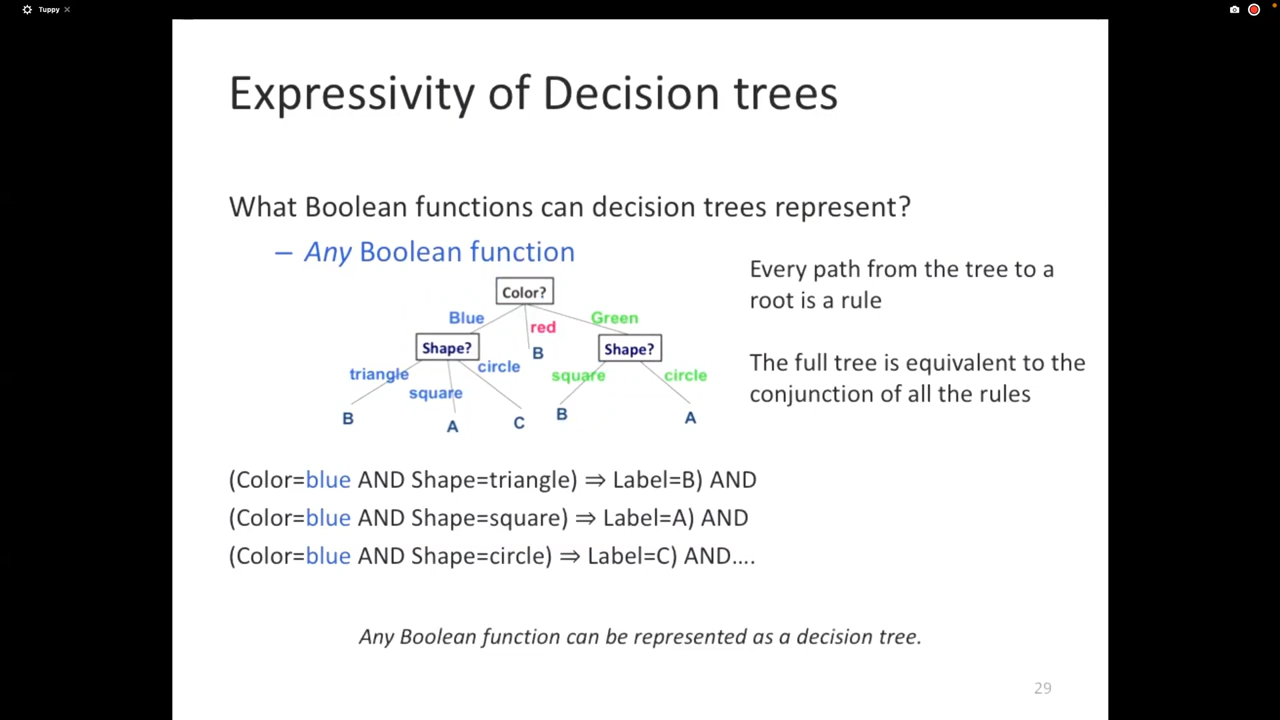 Tuppy
Expressivity of Decision trees
What Boolean functions can decision trees represent?
– Any Boolean function
Every path from the tree to a
root is a rule
The full tree is equivalent to the
conjunction of all the rules
Color?
Blue
red
Green
Shape?
B
Shape?
triangle
square
circle
square
circle
B
A
C
B
A
(Color=blue AND Shape=triangle) ⇒ Label=B) AND
(Color=blue AND Shape=square) ⇒ Label=A) AND
(Color=blue AND Shape=circle) ⇒ Label=C) AND....
Any Boolean function can be represented as a decision tree.
29